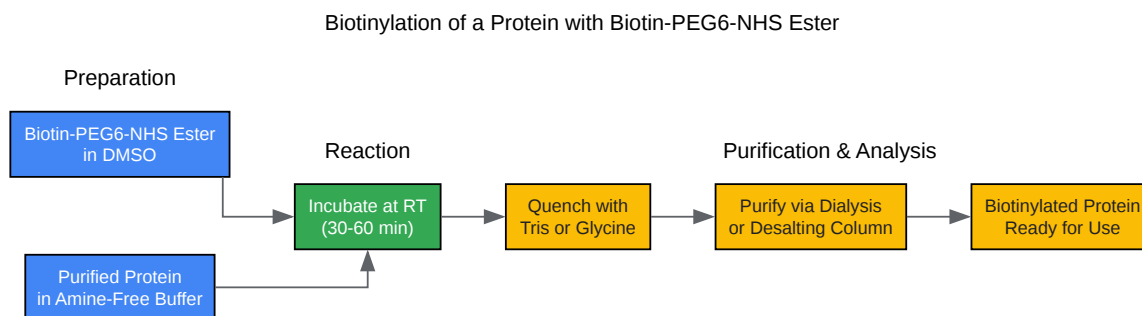 Biotinylation of a Protein with Biotin-PEG6-NHS Ester
Preparation
Biotin-PEG6-NHS Ester
in DMSO
Reaction
Purification & Analysis
Incubate at RT
(30-60 min)
Quench with
Tris or Glycine
Purify via Dialysis
or Desalting Column
Biotinylated Protein
Ready for Use
Purified Protein
in Amine-Free Buffer